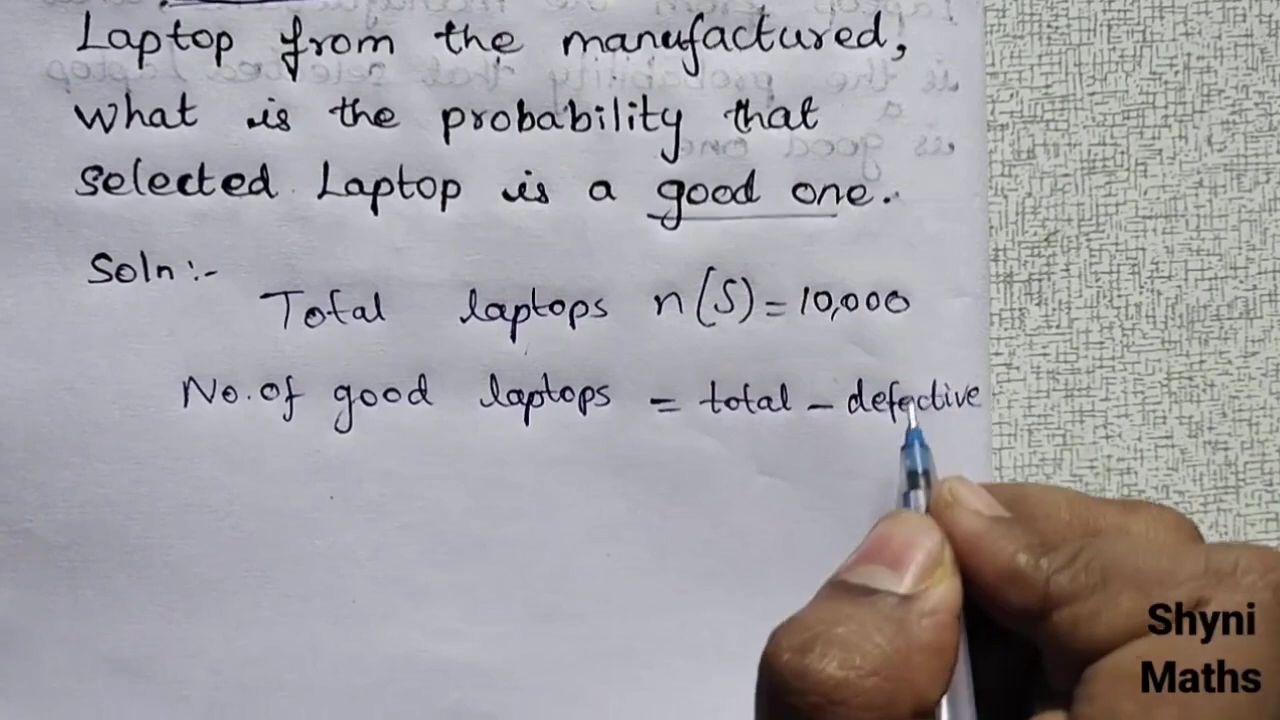 Laptop from the manufactured,
what is the probability that
selected Laptop is a good one.
Soln :-
Total laptops n(S) = 10,000
No. of good laptops = total - defective
Shyni
Maths